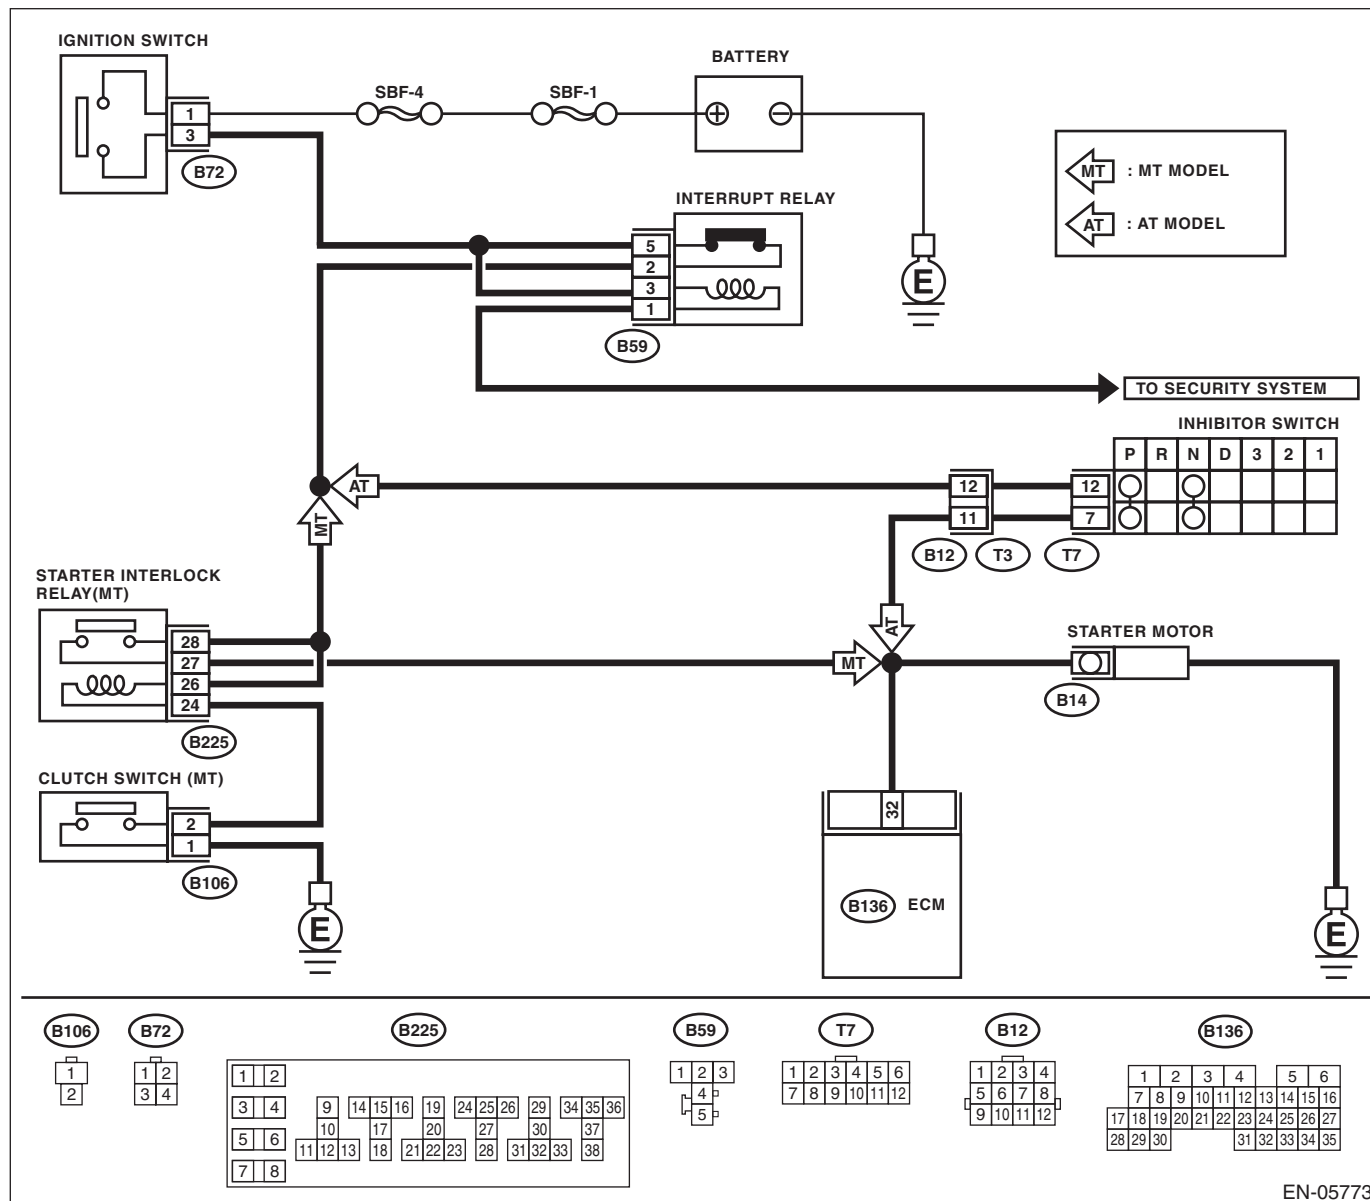 IGNITION SWITCH
BATTERY
SBF-4
SBF-1
1
3
B72
INTERRUPT RELAY
MT : MT MODEL
AT : AT MODEL
5
2
3
1
B59
E
TO SECURITY SYSTEM
INHIBITOR SWITCH
P R N D 3 2 1
AT
12 12
11 7
MT
B12 T3 T7
STARTER INTERLOCK
RELAY(MT)
28
27
26
24
B225
AT
MT
STARTER MOTOR
B14
CLUTCH SWITCH (MT)
2
1
B106
E
32
B136 ECM
E
B106 B72 B225 B59 T7 B12 B136
1
2
1 2
3 4
1 2
3 4 9 14 15 16 19 24 25 26 29 34 35 36
10 17 20 27 30 37
5 6 11 12 13 18 21 22 23 28 31 32 33 38
7 8
1 2 3
4
5
1 2 3 4 5 6
7 8 9 10 11 12
1 2 3 4
5 6 7 8
9 10 11 12
1 2 3 4 5 6
7 8 9 10 11 12 13 14 15 16
17 18 19 20 21 22 23 24 25 26 27
28 29 30 31 32 33 34 35
EN-05773